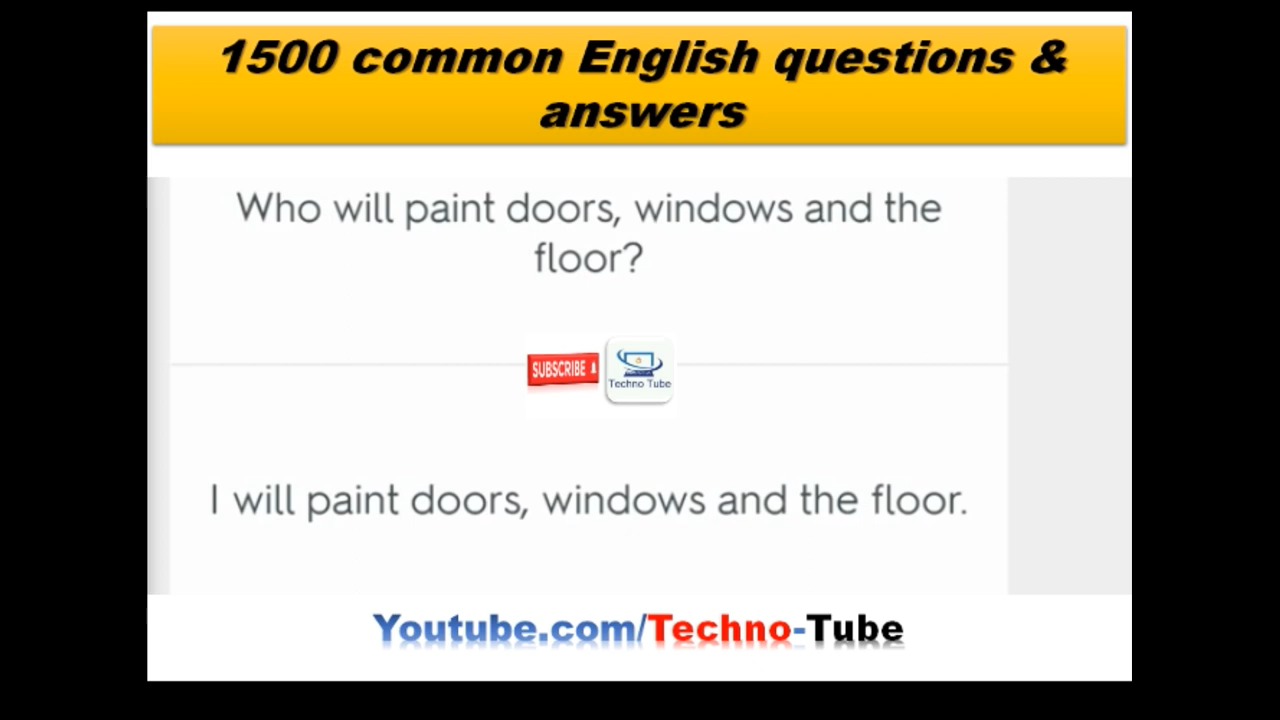 1500 common English questions &
answers
Who will paint doors, windows and the
floor?
SUBSCRIBE
Techno Tube
I will paint doors, windows and the floor.
Youtube.com/Techno-Tube